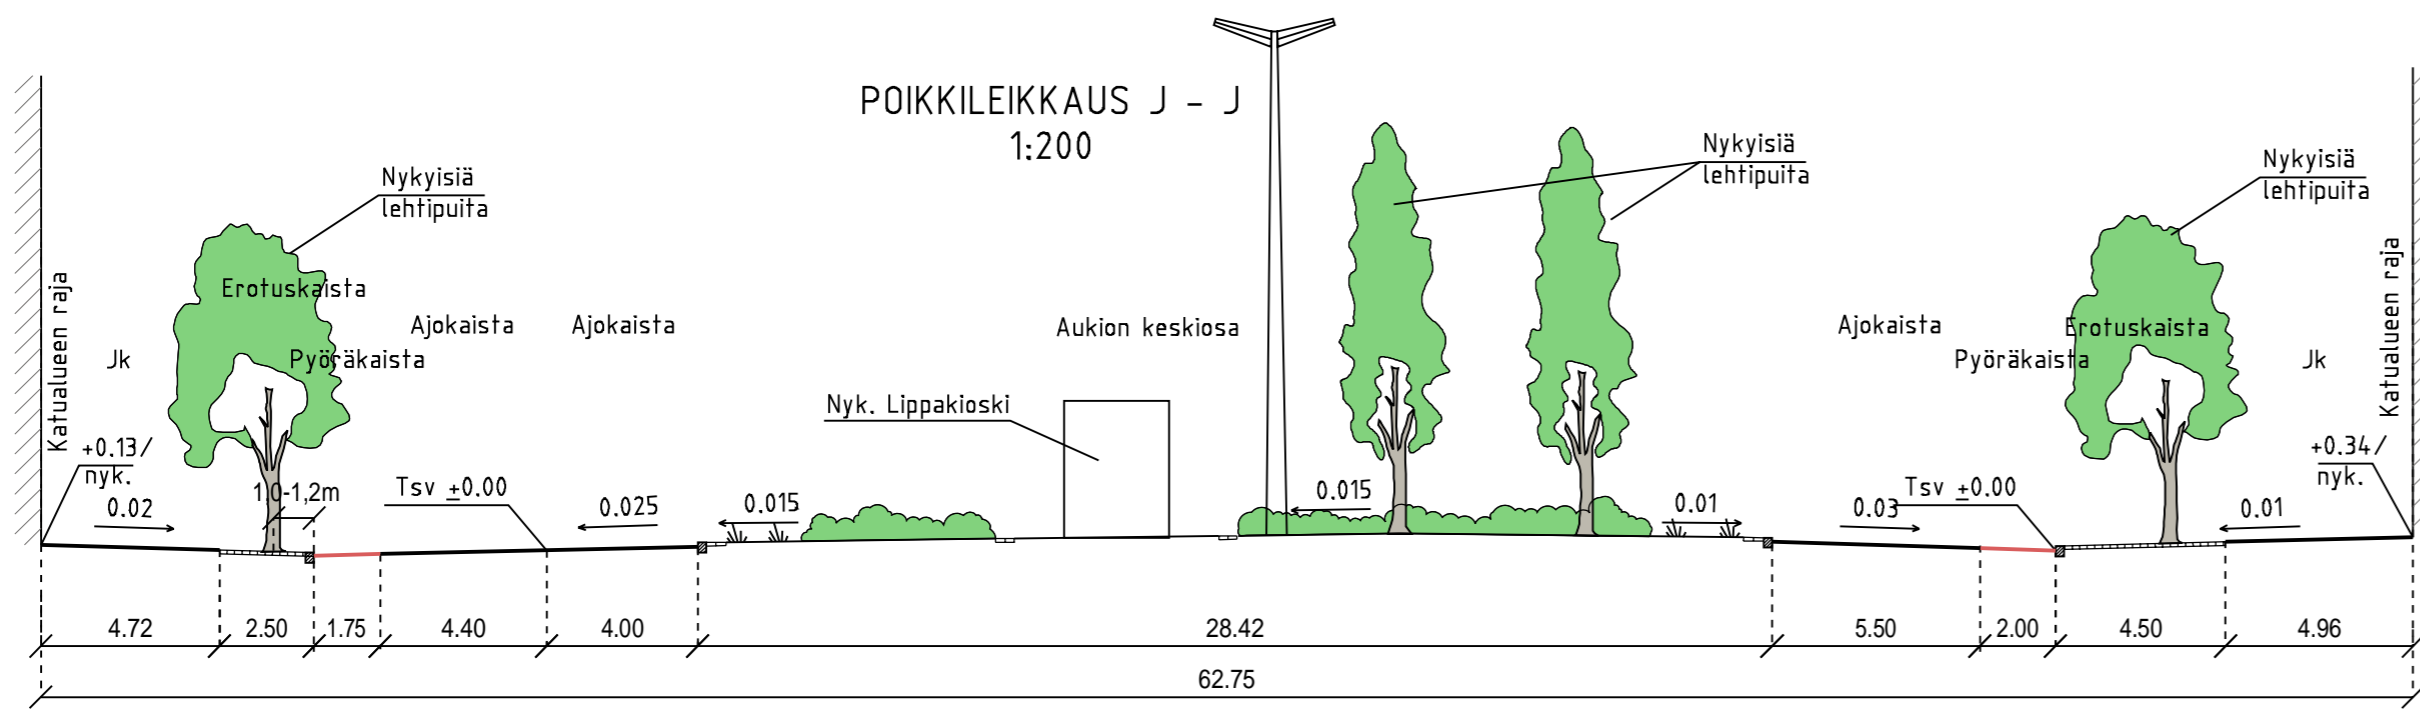 POIKKILEIKKAUS J - J
1:200
Nykyisiä
lehtipuita
Nykyisiä
lehtipuita
Nykyisiä
lehtipuita
Katualueen raja
Jk
Erotuskaista
Pyöräkaista
Ajokaista
Ajokaista
Aukion keskiosa
Ajokaista
Pyöräkaista
Erotuskaista
Jk
Katualueen raja
Nyk. Lippakioski
+0.13/
nyk.
0.02
1,0-1,2m
Tsv ±0.00
0.025
0.015
0.015
0.01
0.03
Tsv ±0.00
0.01
+0.34/
nyk.
4.72 2.50 1.75 4.40 4.00 28.42 5.50 2.00 4.50 4.96
62.75